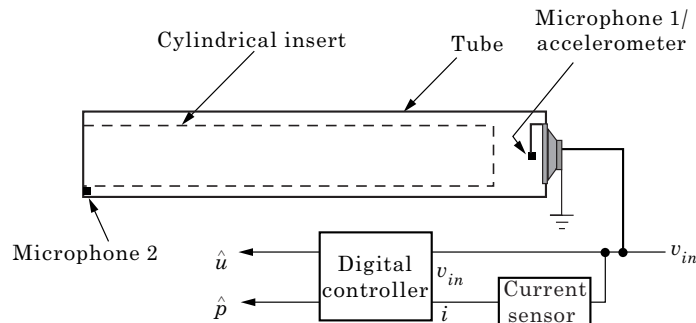 Microphone 1/
accelerometer
Cylindrical insert
Tube
Microphone 2
û
p̂
Digital
controller
v_in
i
Current
sensor
v_in